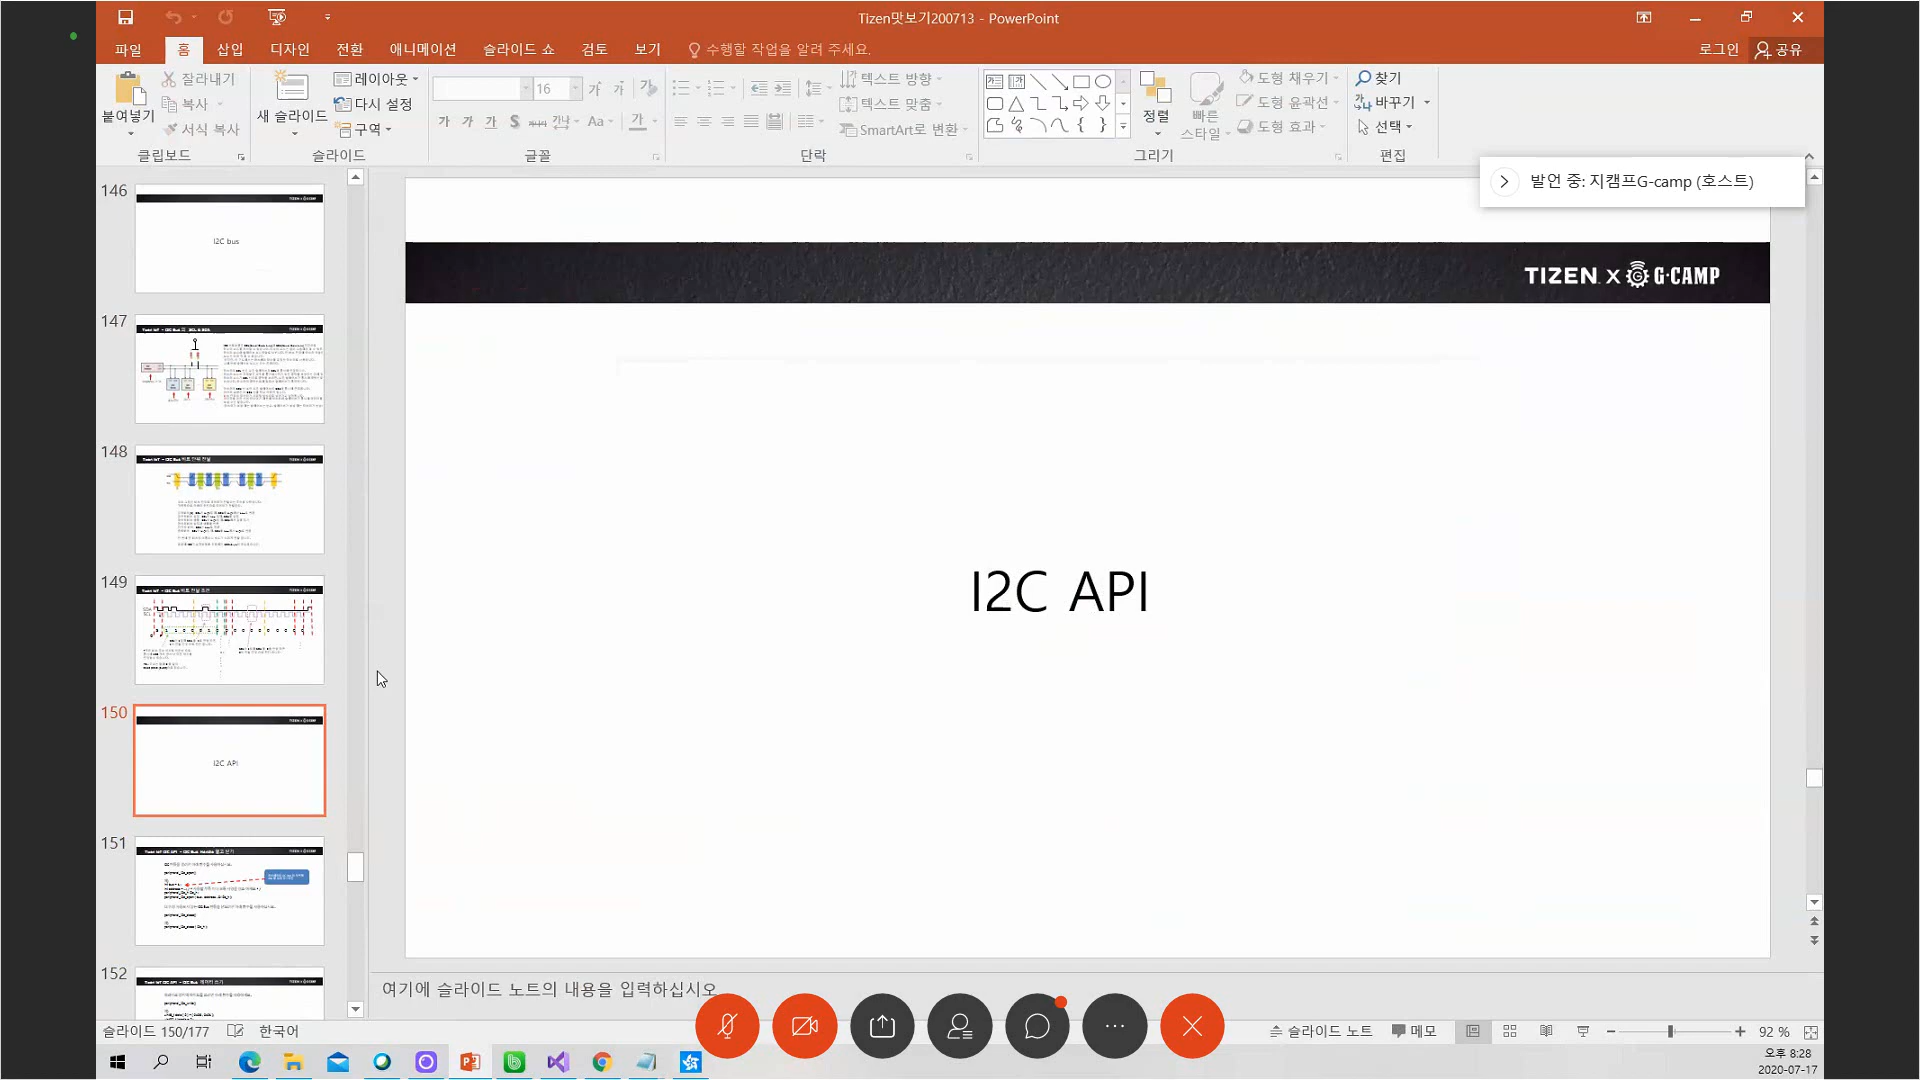 Tizen맛보기200713 - PowerPoint
파일 홈 삽입 디자인 전환 애니메이션 슬라이드 쇼 검토 보기 수행할 작업을 알려 주세요. 로그인 공유
붙여넣기
잘라내기
복사
서식 복사
클립보드
새 슬라이드
레이아웃
다시 설정
구역
슬라이드
16
가 가 가 S 간나 Aa 가
글꼴
텍스트 방향
텍스트 맞춤
SmartArt로 변환
단락
정렬
빠른
스타일
도형 채우기
도형 윤곽선
도형 효과
그리기
찾기
바꾸기
선택
편집
발언 중: 지캠프G-camp (호스트)
146
I2C bus
147
148
149
150
I2C API
151
152
TIZEN X G·CAMP
I2C API
여기에 슬라이드 노트의 내용을 입력하십시오
슬라이드 150/177 한국어
슬라이드 노트 메모 92 %
오후 8:28
2020-07-17